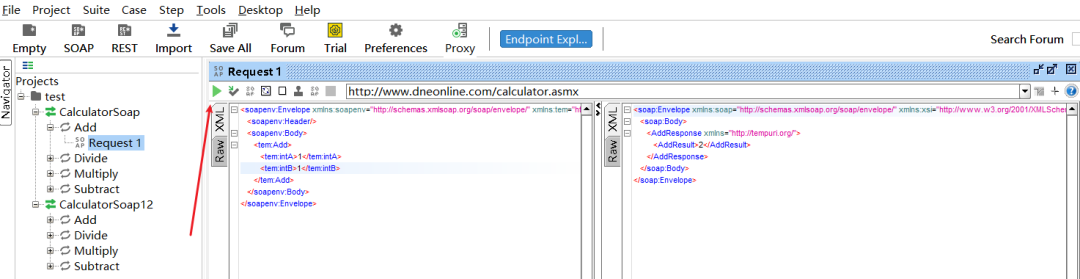 File Project Suite Case Step Tools Desktop Help
Empty SOAP REST Import Save All Forum Trial Preferences Proxy Endpoint Expl... Search Forum
Navigator
Projects
test
CalculatorSoap
Add
SO AP Request 1
Divide
Multiply
Subtract
CalculatorSoap12
Add
Divide
Multiply
Subtract
SO AP Request 1
http://www.dneonline.com/calculator.asmx
XML
Raw
<soapenv:Envelope xmlns:soapenv="http://schemas.xmlsoap.org/soap/envelope/" xmlns:tem="ht
<soapenv:Header/>
<soapenv:Body>
<tem:Add>
<tem:intA>1</tem:intA>
<tem:intB>1</tem:intB>
</tem:Add>
</soapenv:Body>
</soapenv:Envelope>
XML
Raw
<soap:Envelope xmlns:soap="http://schemas.xmlsoap.org/soap/envelope/" xmlns:xsi="http://www.w3.org/2001/XMLSchem
<soap:Body>
<AddResponse xmlns="http://tempuri.org/">
<AddResult>2</AddResult>
</AddResponse>
</soap:Body>
</soap:Envelope>